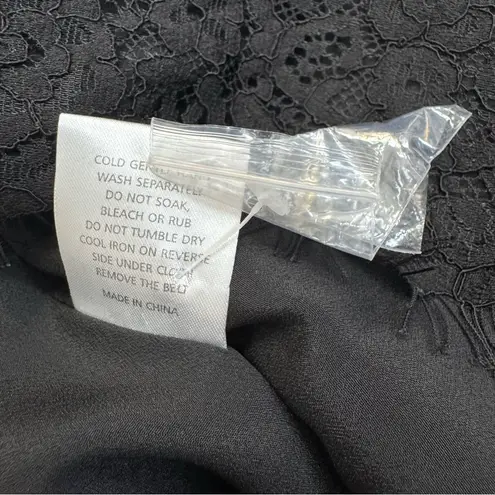 COLD
WASH SEPARATELY
DO NOT SOAK,
BLEACH OR RUB
DO NOT TUMBLE DRY
COOL IRON ON REVERSE
SIDE UNDER CLOTH
REMOVE THE BELT
MADE IN CHINA